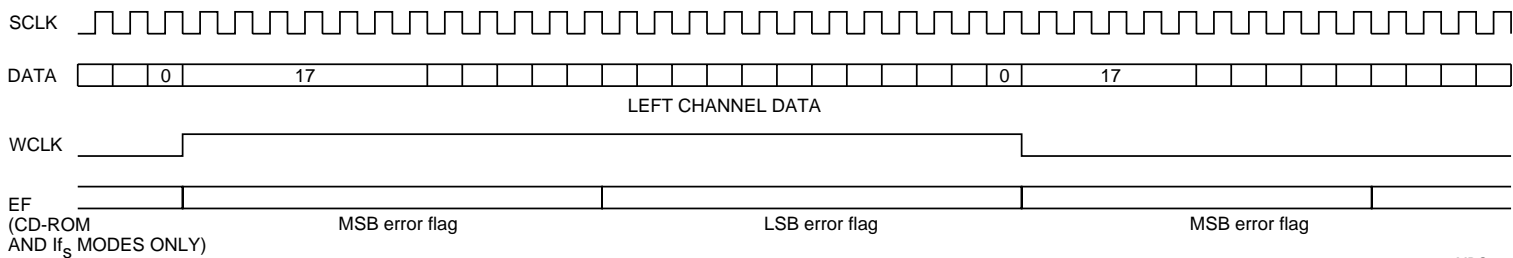 SCLK
DATA 0 17 0 17
LEFT CHANNEL DATA
WCLK
EF
(CD-ROM
AND Ifs MODES ONLY)
MSB error flag LSB error flag MSB error flag